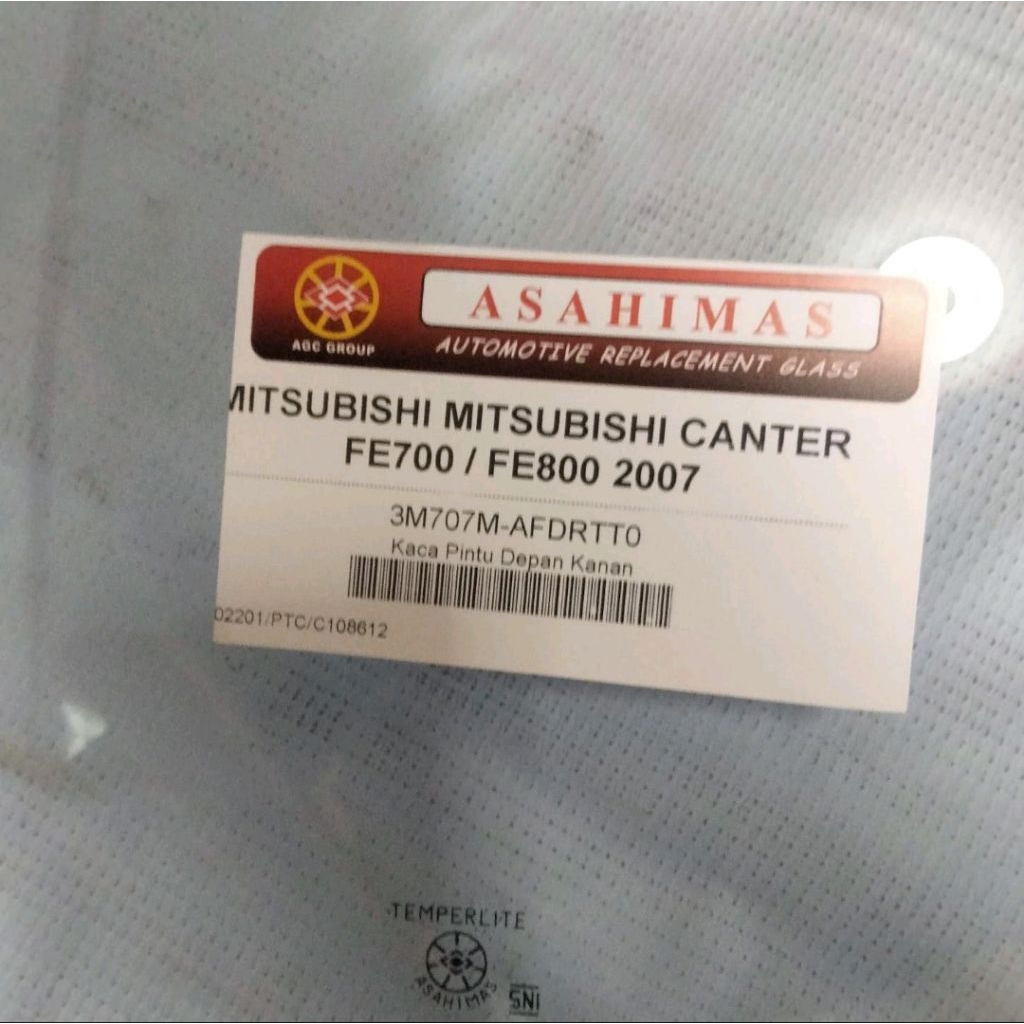 ASAHIMAS
AGC GROUP
AUTOMOTIVE REPLACEMENT GLASS
MITSUBISHI MITSUBISHI CANTER
FE700 / FE800 2007
3M707M-AFDRTT0
Kaca Pintu Depan Kanan
02201/PTC/C108612
TEMPERLITE
ASAHIMAS
SNI